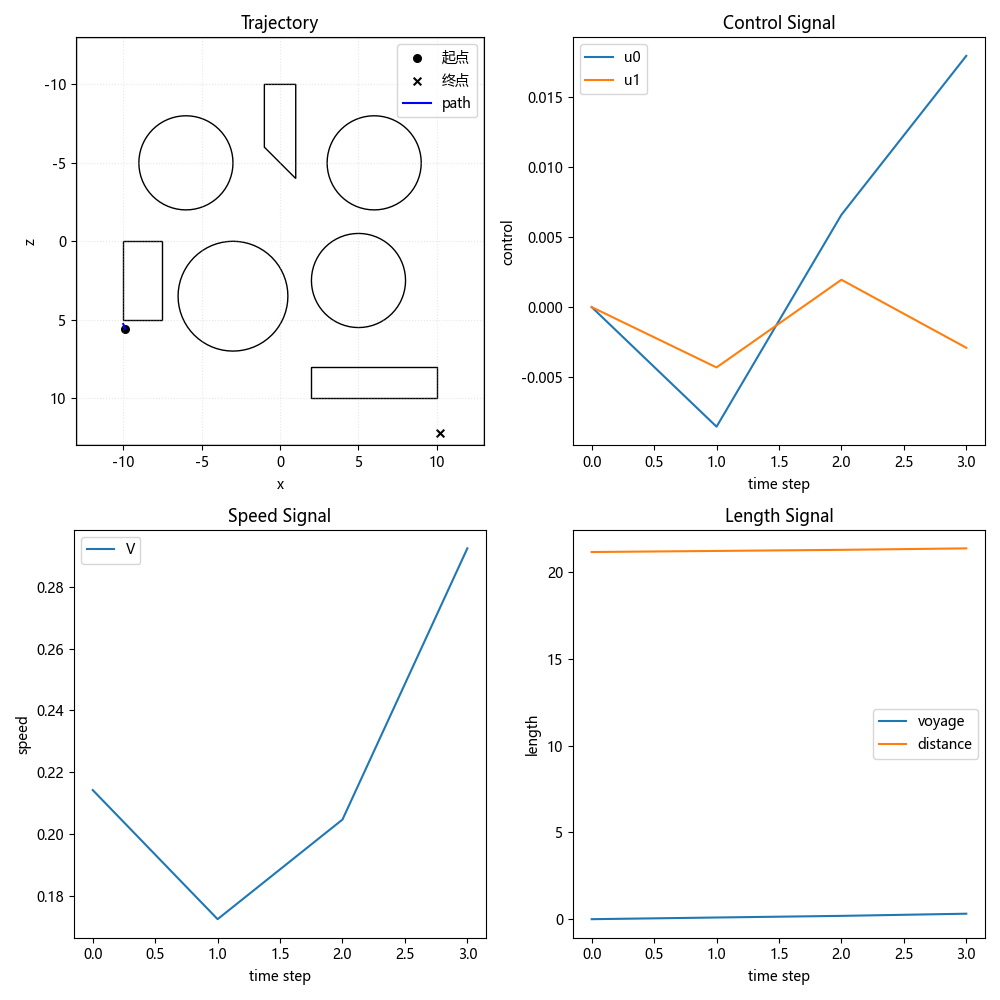 Trajectory
-10
-5
0
5
10
z
-10
-5
0
5
10
x
起点
终点
path
Control Signal
u0
u1
0.015
0.010
0.005
0.000
-0.005
control
0.0
0.5
1.0
1.5
2.0
2.5
3.0
time step
Speed Signal
V
0.28
0.26
0.24
0.22
0.20
0.18
speed
0.0
0.5
1.0
1.5
2.0
2.5
3.0
time step
Length Signal
20
15
10
5
0
length
voyage
distance
0.0
0.5
1.0
1.5
2.0
2.5
3.0
time step